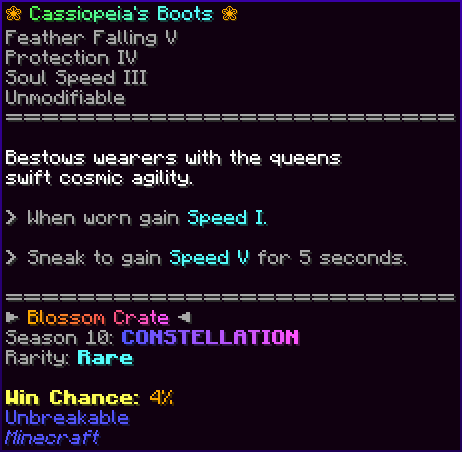 ❀ Cassiopeia's Boots ❀
Feather Falling V
Protection IV
Soul Speed III
Unmodifiable
==============================
Bestows wearers with the queens
swift cosmic agility.
> When worn gain Speed I.
> Sneak to gain Speed V for 5 seconds.
==============================
► Blossom Crate ◄
Season 10: CONSTELLATION
Rarity: Rare
Win Chance: 4%
Unbreakable
Minecraft